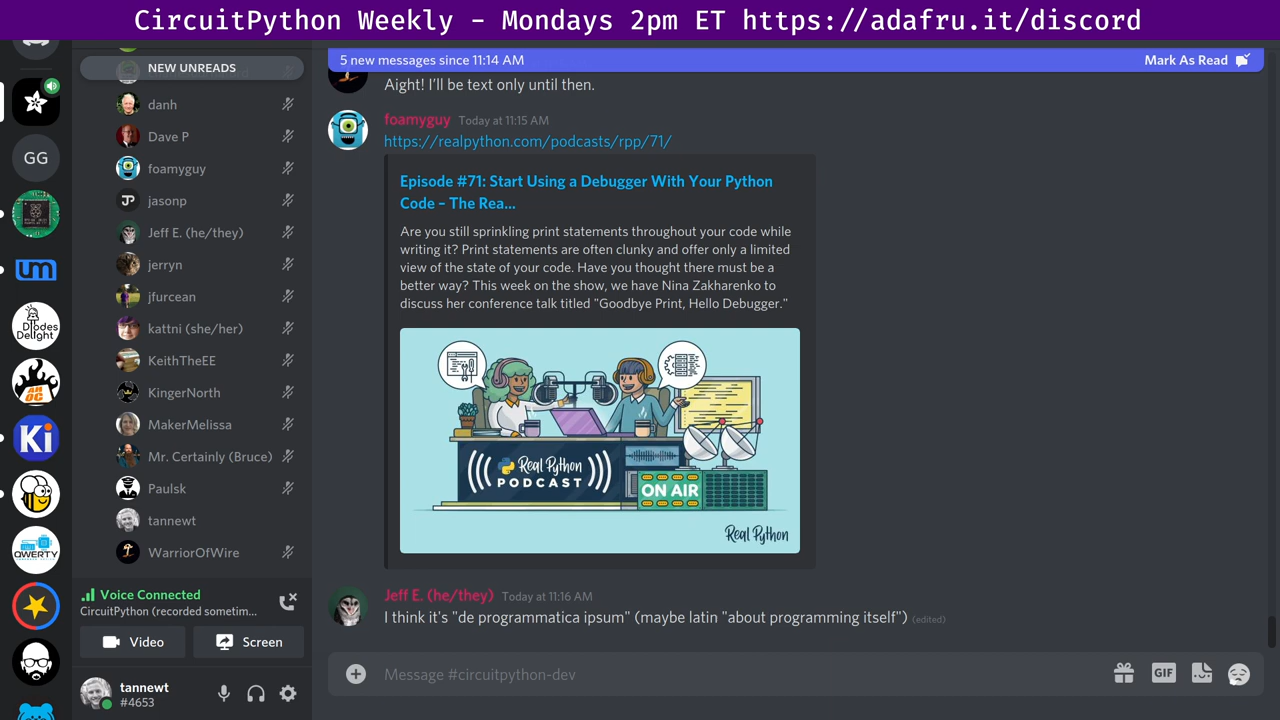 CircuitPython Weekly - Mondays 2pm ET https://adafru.it/discord
NEW UNREADS
danh
Dave P
foamyguy
jasonp
Jeff E. (he/they)
jerryn
jfurcean
kattni (she/her)
KeithTheEE
KingerNorth
MakerMelissa
Mr. Certainly (Bruce)
Paulsk
tannewt
WarriorOfWire
Voice Connected
CircuitPython (recorded sometim...
Video
Screen
tannewt
#4653
GG
um
Diodes
Delight
AHOC
Ki
QWERTY
5 new messages since 11:14 AM
Mark As Read
Aight! I'll be text only until then.
foamyguy Today at 11:15 AM
https://realpython.com/podcasts/rpp/71/
Episode #71: Start Using a Debugger With Your Python
Code – The Rea...
Are you still sprinkling print statements throughout your code while
writing it? Print statements are often clunky and offer only a limited
view of the state of your code. Have you thought there must be a
better way? This week on the show, we have Nina Zakharenko to
discuss her conference talk titled "Goodbye Print, Hello Debugger."
Real Python
PODCAST
ON AIR
Real Python
Jeff E. (he/they) Today at 11:16 AM
I think it's "de programmatica ipsum" (maybe latin "about programming itself") (edited)
Message #circuitpython-dev
GIF